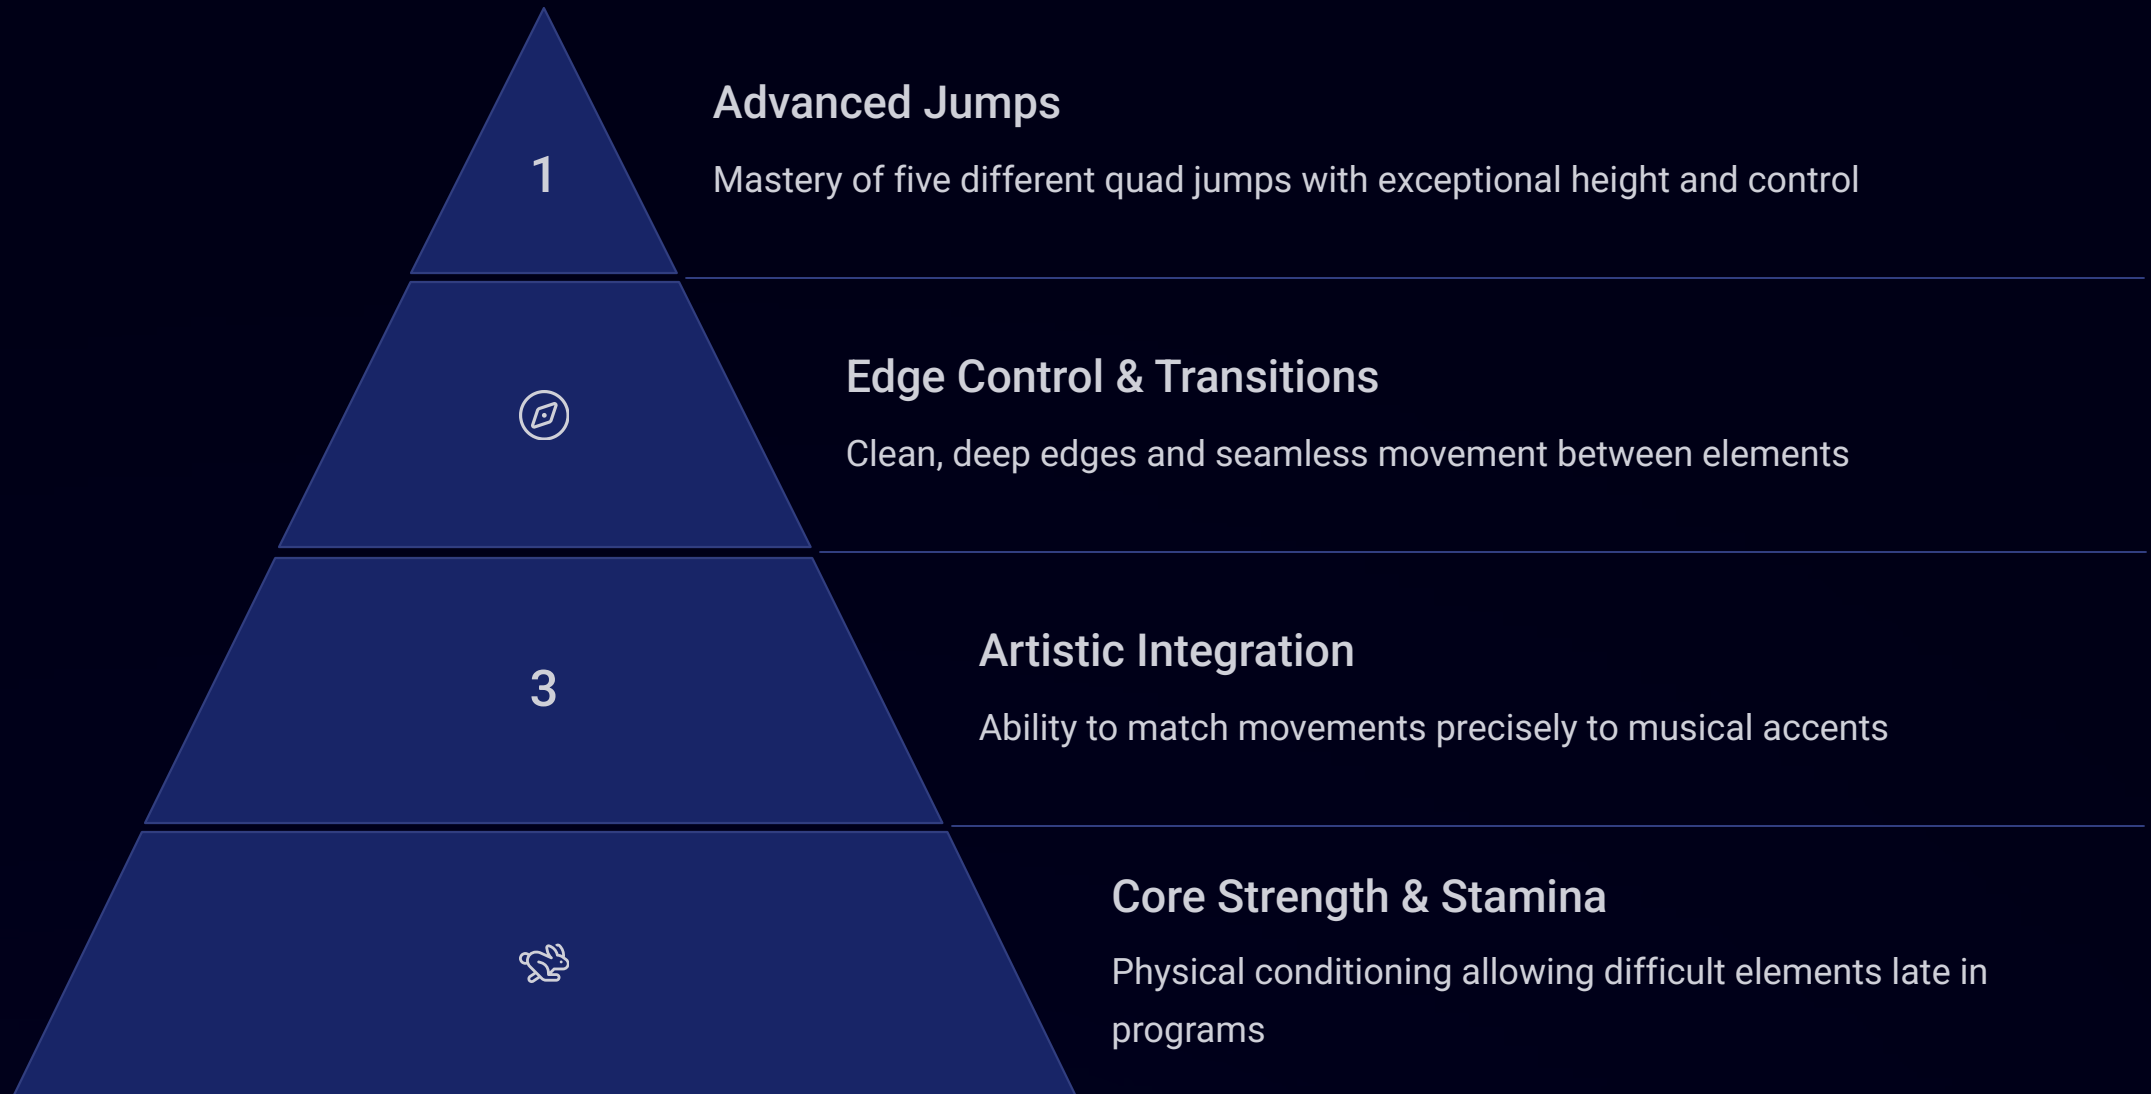 1
Advanced Jumps
Mastery of five different quad jumps with exceptional height and control
Edge Control & Transitions
Clean, deep edges and seamless movement between elements
3
Artistic Integration
Ability to match movements precisely to musical accents
Core Strength & Stamina
Physical conditioning allowing difficult elements late in
programs